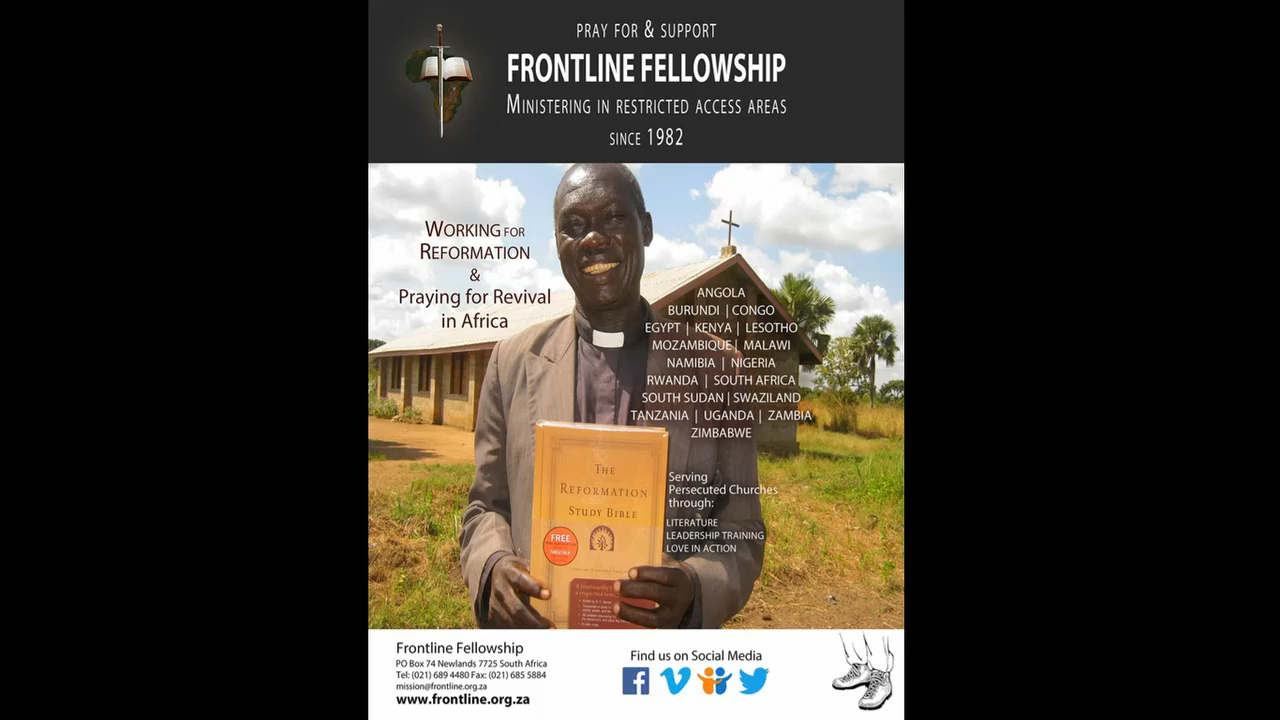 PRAY FOR & SUPPORT
FRONTLINE FELLOWSHIP
MINISTERING IN RESTRICTED ACCESS AREAS
SINCE 1982
WORKING FOR
REFORMATION
&
Praying for Revival
in Africa
ANGOLA
BURUNDI | CONGO
EGYPT | KENYA | LESOTHO
MOZAMBIQUE | MALAWI
NAMIBIA | NIGERIA
RWANDA | SOUTH AFRICA
SOUTH SUDAN | SWAZILAND
TANZANIA | UGANDA | ZAMBIA
ZIMBABWE
THE
REFORMATION
STUDY BIBLE
FREE
Serving
Persecuted Churches
through:
LITERATURE
LEADERSHIP TRAINING
LOVE IN ACTION
Frontline Fellowship
PO Box 74 Newlands 7725 South Africa
Tel: (021) 689 4480 Fax: (021) 685 5884
mission@frontline.org.za
www.frontline.org.za
Find us on Social Media